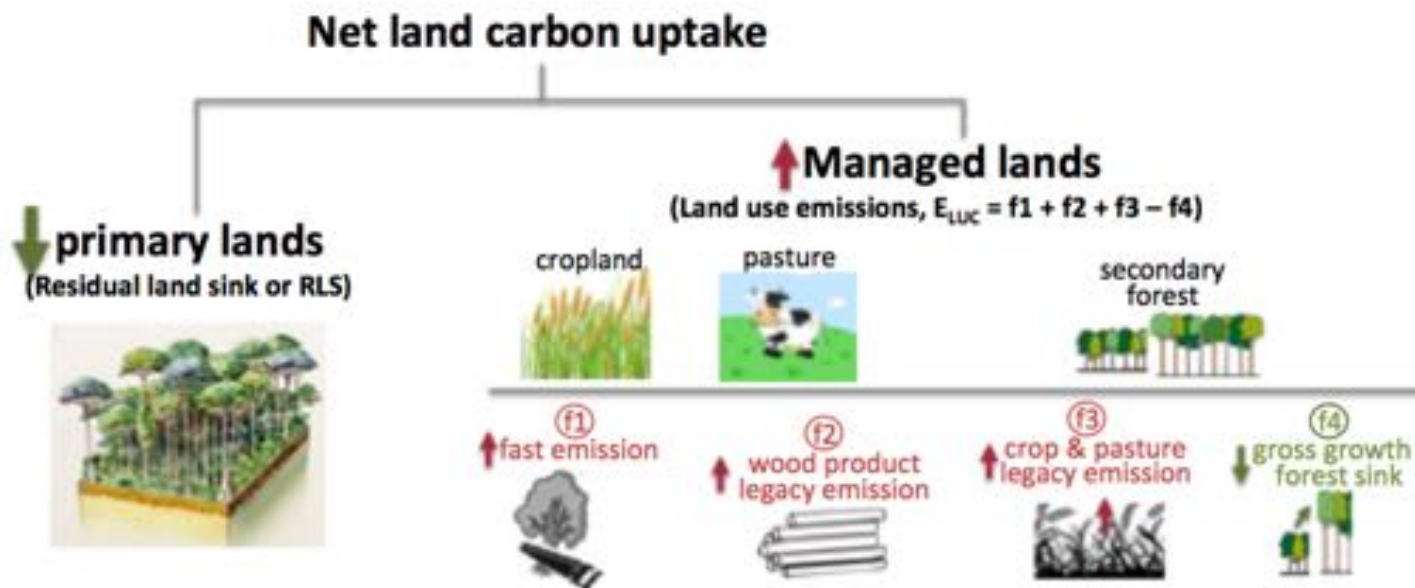 Net land carbon uptake
Managed lands
(Land use emissions, E_LUC = f1 + f2 + f3 – f4)
primary lands
(Residual land sink or RLS)
cropland
pasture
secondary
forest
f1
fast emission
f2
wood product
legacy emission
f3
crop & pasture
legacy emission
f4
gross growth
forest sink